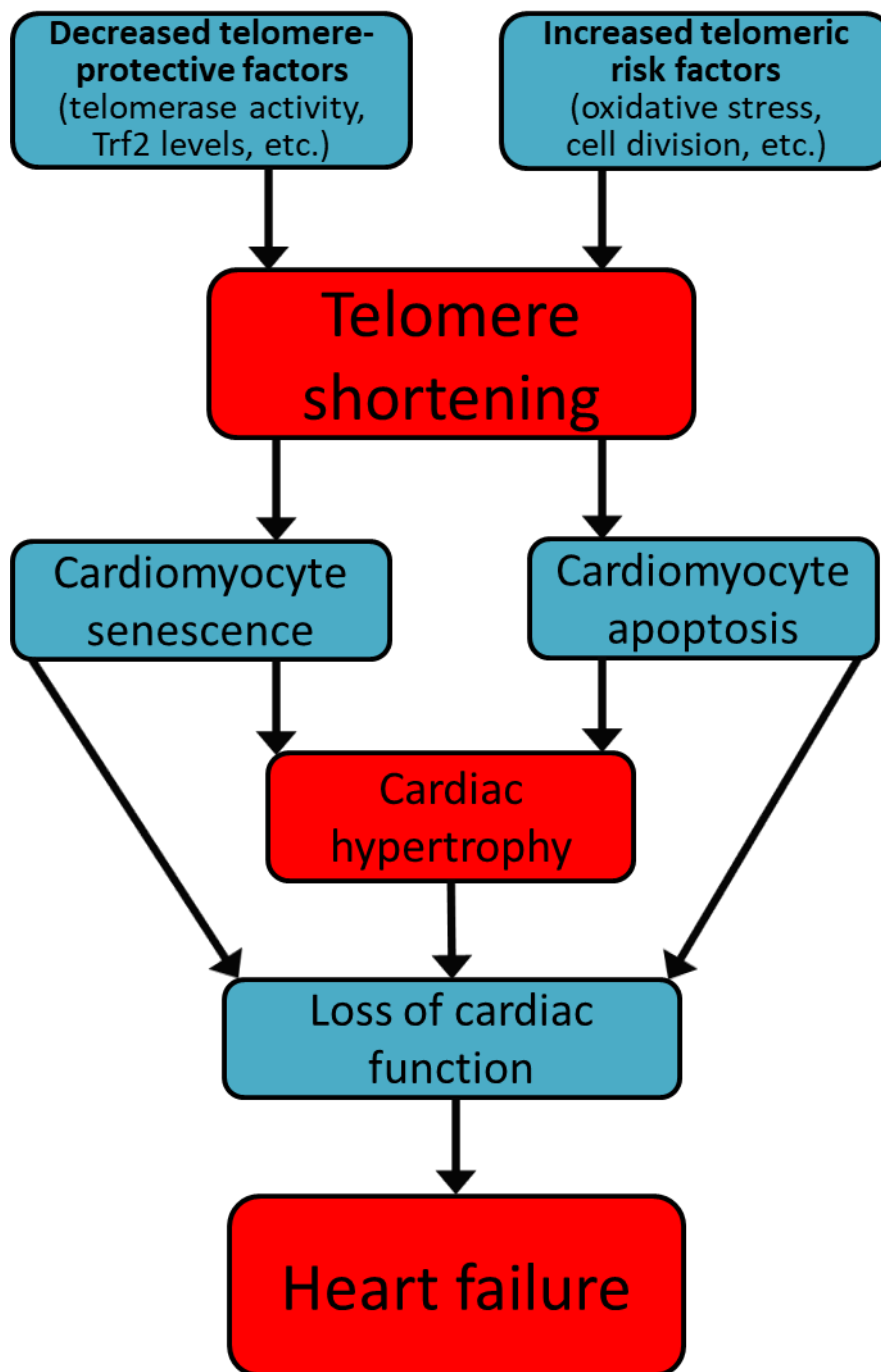 Decreased telomere-
protective factors
(telomerase activity,
Trf2 levels, etc.)
Increased telomeric
risk factors
(oxidative stress,
cell division, etc.)
Telomere
shortening
Cardiomyocyte
senescence
Cardiomyocyte
apoptosis
Cardiac
hypertrophy
Loss of cardiac
function
Heart failure